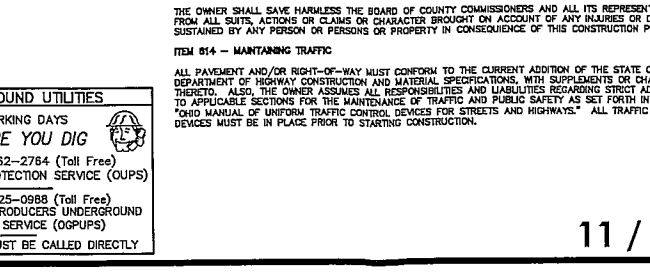 THE OWNER SHALL SAVE HARMLESS THE BOARD OF COUNTY COMMISSIONERS AND ALL ITS REPRESENT
FROM ALL SUITS, ACTIONS OR CLAIMS OR CHARACTER BROUGHT ON ACCOUNT OF ANY INJURIES OR D
SUSTAINED BY ANY PERSON OR PERSONS OR PROPERTY IN CONSEQUIENCE OF THIS CONSTRUCTION P
ITEM 614 – MAINTAINING TRAFFIC
ALL PAVEMENT AND/OR RIGHT-OF-WAY MUST CONFORM TO THE CURRENT ADDITION OF THE STATE O
DEPARTMENT OF HIGHWAY CONSTRUCTION AND MATERIAL SPECIFICATIONS, WITH SUPPLEMENTS OR CHA
THERETO. ALSO, THE OWNER ASSUMES ALL RESPONSIBILITIES AND LIABULITIES REGARDING STRICT AD
TO APPLICABLE SECTIONS FOR THE MAINTENANCE OF TRAFFIC AND PUBLIC SAFETY AS SET FORTH IN
"OHIO MANUAL OF UNIFORM TRAFFIC CONTROL DEVICES FOR STREETS AND HIGHWAYS." ALL TRAFFIC
DEVICES MUST BE IN PLACE PRIOR TO STARTING CONSTRUCTION.
OUND UTILITIES
RKING DAYS
E YOU DIG
62-2764 (Toll Free)
OTECTION SERVICE (OUPS)
25-0988 (Toll Free)
RODUCERS UNDERGROUND
SERVICE (OGPUPS)
UST BE CALLED DIRECTLY
11 /